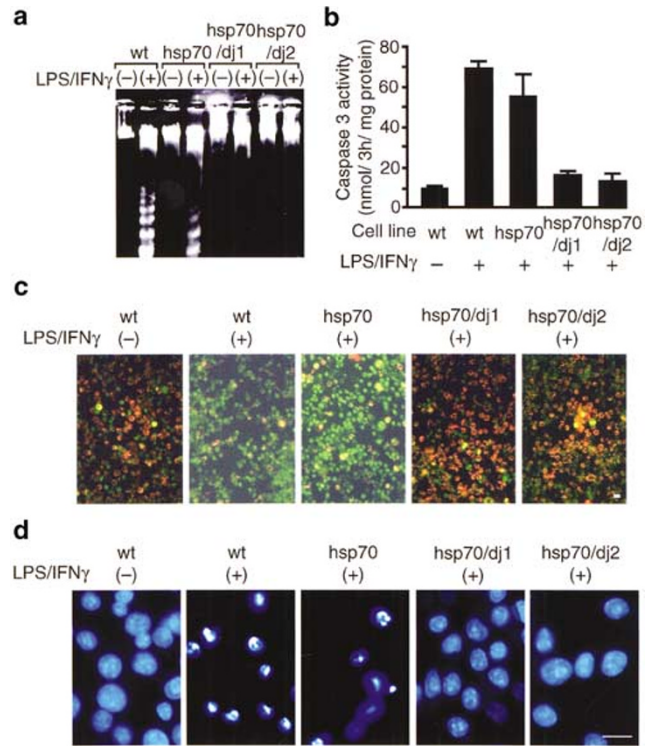 a
wt hsp70 hsp70/dj1 hsp70/dj2
LPS/IFNγ (−) (+) (−) (+) (−) (+) (−) (+)
b
Caspase 3 activity
(nmol/ 3h/ mg protein)
80
60
40
20
0
Cell line wt wt hsp70 hsp70/dj1 hsp70/dj2
LPS/IFNγ − + + + +
c
wt wt hsp70 hsp70/dj1 hsp70/dj2
LPS/IFNγ (−) (+) (+) (+) (+)
d
wt wt hsp70 hsp70/dj1 hsp70/dj2
LPS/IFNγ (−) (+) (+) (+) (+)